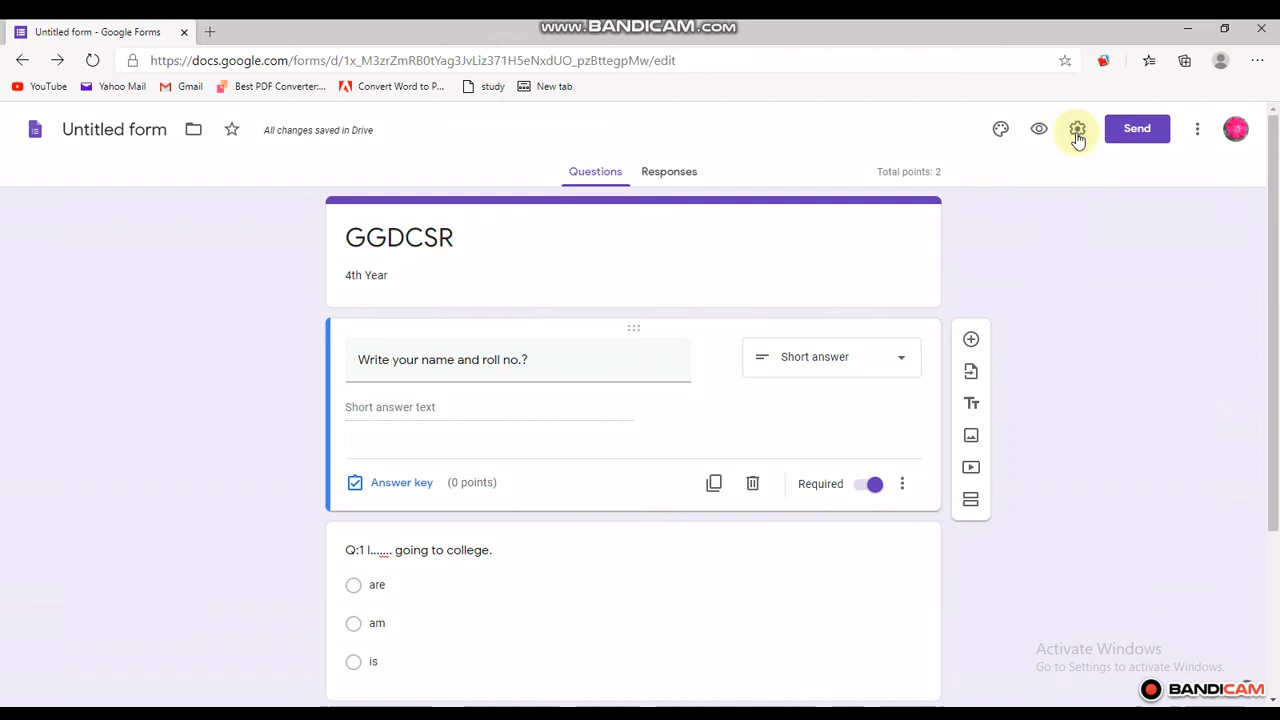 www.BANDICAM.com
Untitled form - Google Forms
https://docs.google.com/forms/d/1x_M3zrZmRB0tYag3JvLiz371H5eNxdUO_pzBttegpMw/edit
YouTube Yahoo Mail Gmail Best PDF Converter:... Convert Word to P... study New tab
Untitled form All changes saved in Drive Send
Questions Responses Total points: 2
GGDCSR
4th Year
Write your name and roll no.? Short answer
Short answer text
Answer key (0 points) Required
Q:1 I....... going to college.
are
am
is
Activate Windows
Go to Settings to activate Windows.
BANDICAM